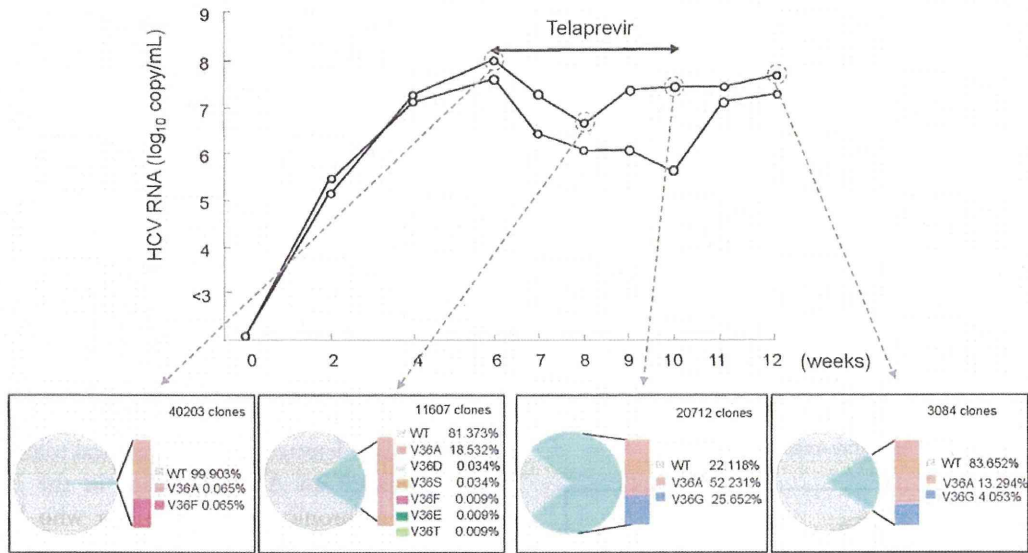 9
Telaprevir
8
7
6
5
4
<3
HCV RNA (log10 copy/mL)
0 2 4 6 7 8 9 10 11 12 (weeks)
40203 clones
WT 99.903%
V36A 0.065%
V36F 0.065%
11607 clones
WT 81.373%
V36A 18.532%
V36D 0.034%
V36S 0.034%
V36F 0.009%
V36E 0.009%
V36T 0.009%
20712 clones
WT 22.118%
V36A 52.231%
V36G 25.652%
3084 clones
WT 83.652%
V36A 13.294%
V36G 4.053%